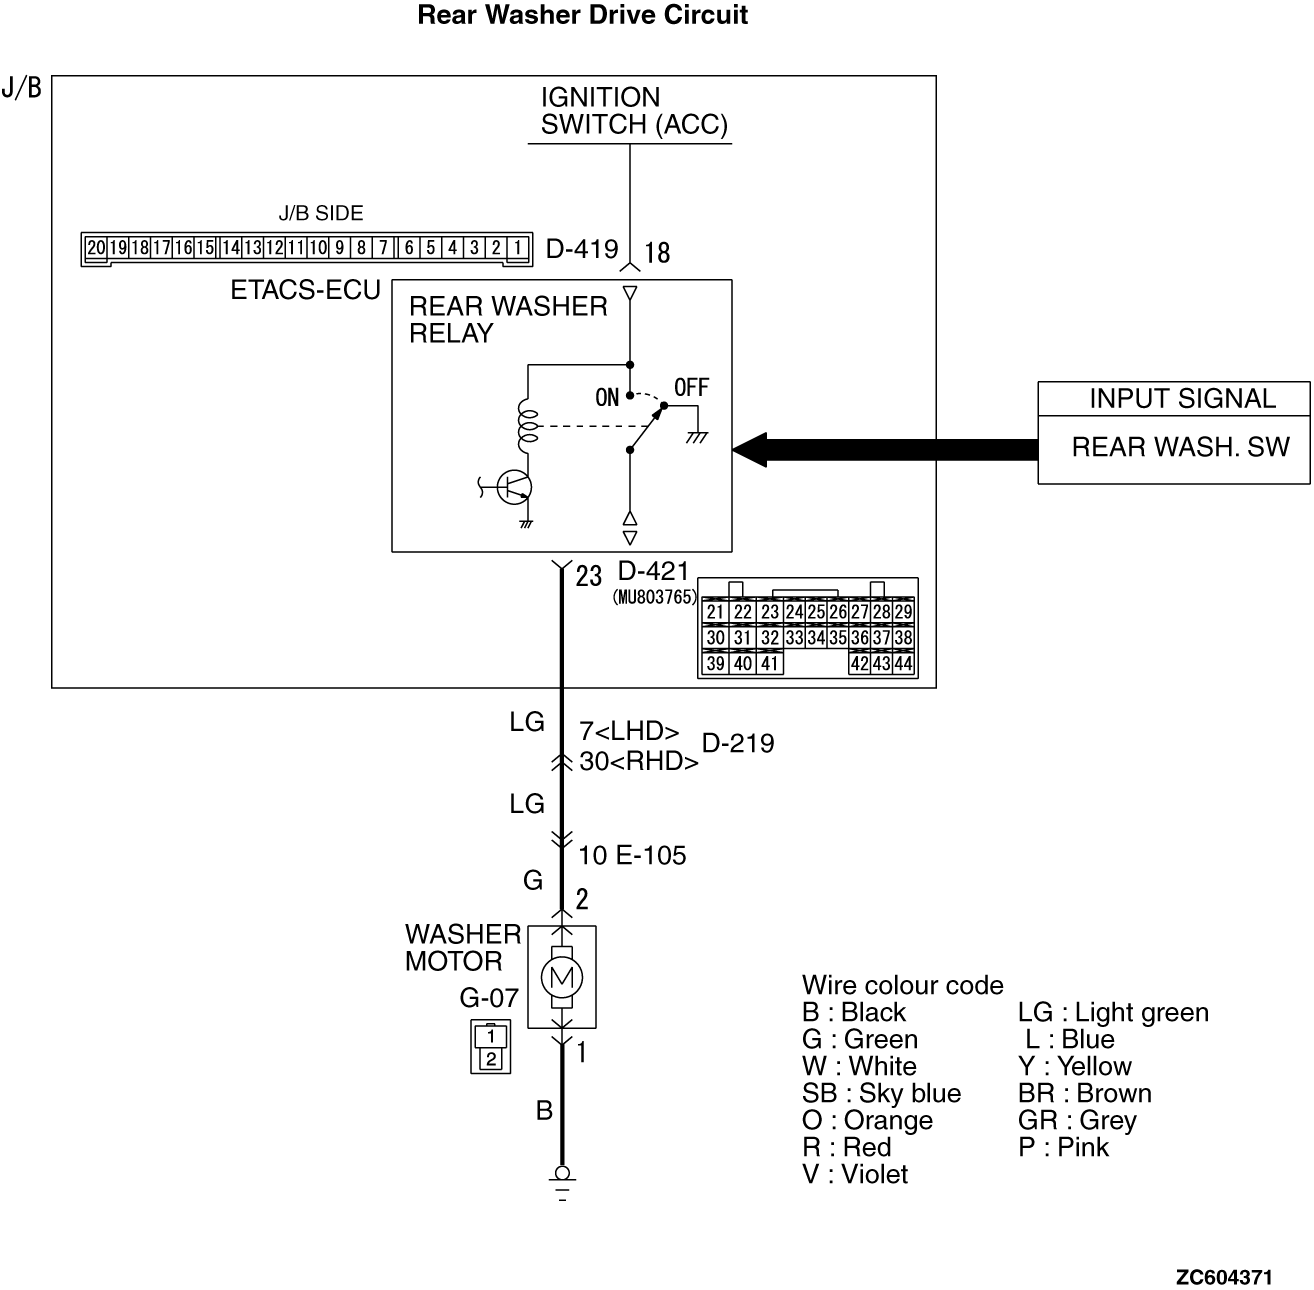 Rear Washer Drive Circuit
J/B
IGNITION
SWITCH (ACC)
J/B SIDE
20 19 18 17 16 15 14 13 12 11 10 9 8 7 6 5 4 3 2 1
D-419
18
ETACS-ECU
REAR WASHER
RELAY
ON
OFF
INPUT SIGNAL
REAR WASH. SW
23
D-421
(MU803765)
21 22 23 24 25 26 27 28 29
30 31 32 33 34 35 36 37 38
39 40 41 42 43 44
LG
7<LHD>
30<RHD>
D-219
LG
10 E-105
G
2
WASHER
MOTOR
M
G-07
1
2
1
B
Wire colour code
B : Black LG : Light green
G : Green L : Blue
W : White Y : Yellow
SB : Sky blue BR : Brown
O : Orange GR : Grey
R : Red P : Pink
V : Violet
ZC604371